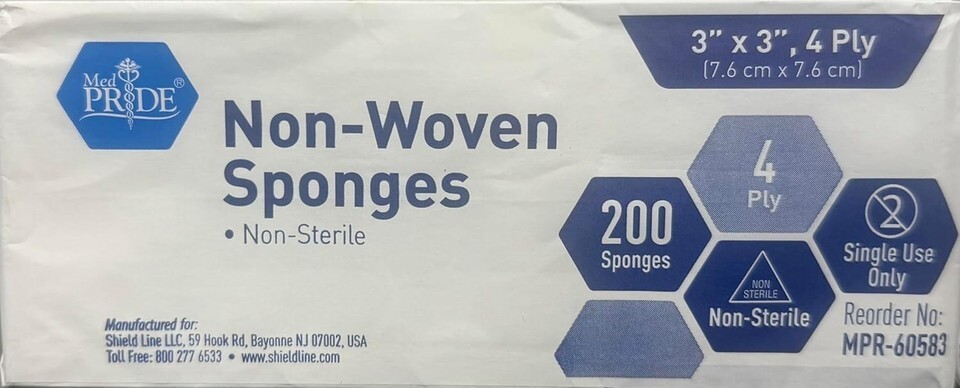 Med
PRIDE®
3" x 3", 4 Ply
(7.6 cm x 7.6 cm)
Non-Woven
Sponges
• Non-Sterile
4
Ply
200
Sponges
2
Single Use
Only
NON
STERILE
Non-Sterile
Reorder No:
MPR-60583
Manufactured for:
Shield Line LLC, 59 Hook Rd, Bayonne NJ 07002, USA
Toll Free: 800 277 6533 • www.shieldline.com